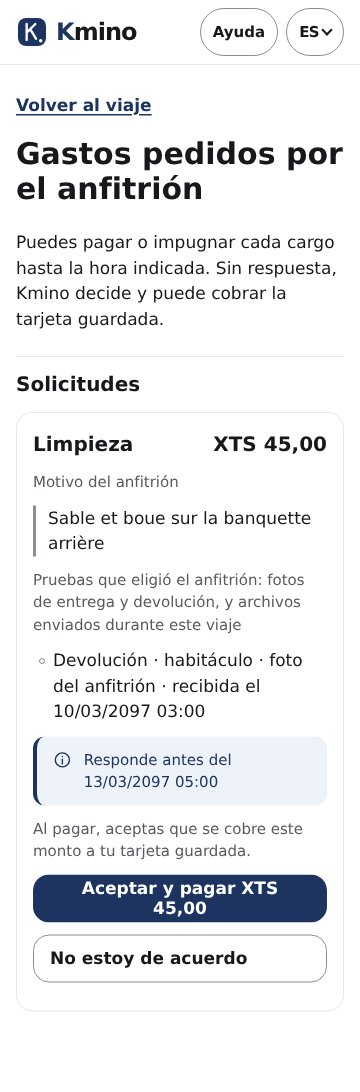 Kmino
Ayuda
ES
Volver al viaje
Gastos pedidos por
el anfitrión
Puedes pagar o impugnar cada cargo
hasta la hora indicada. Sin respuesta,
Kmino decide y puede cobrar la
tarjeta guardada.
Solicitudes
Limpieza XTS 45,00
Motivo del anfitrión
Sable et boue sur la banquette
arrière
Pruebas que eligió el anfitrión: fotos
de entrega y devolución, y archivos
enviados durante este viaje
Devolución · habitáculo · foto
del anfitrión · recibida el
10/03/2097 03:00
Responde antes del
13/03/2097 05:00
Al pagar, aceptas que se cobre este
monto a tu tarjeta guardada.
Aceptar y pagar XTS
45,00
No estoy de acuerdo